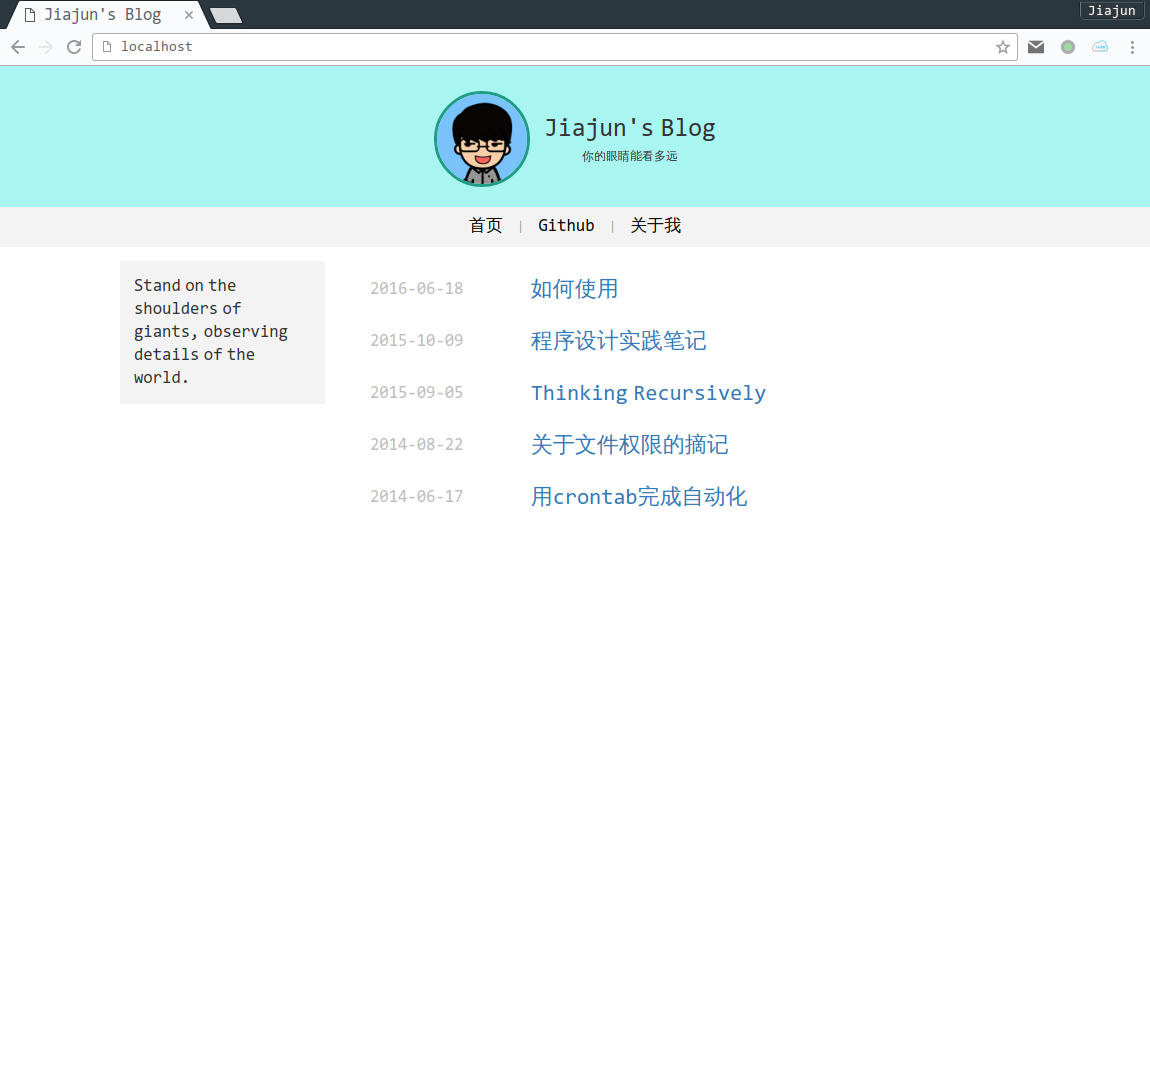 Jiajun's Blog
Jiajun
localhost
Jiajun's Blog
你的眼睛能看多远
首页 | Github | 关于我
Stand on the
shoulders of
giants, observing
details of the
world.
2016-06-18 如何使用
2015-10-09 程序设计实践笔记
2015-09-05 Thinking Recursively
2014-08-22 关于文件权限的摘记
2014-06-17 用crontab完成自动化